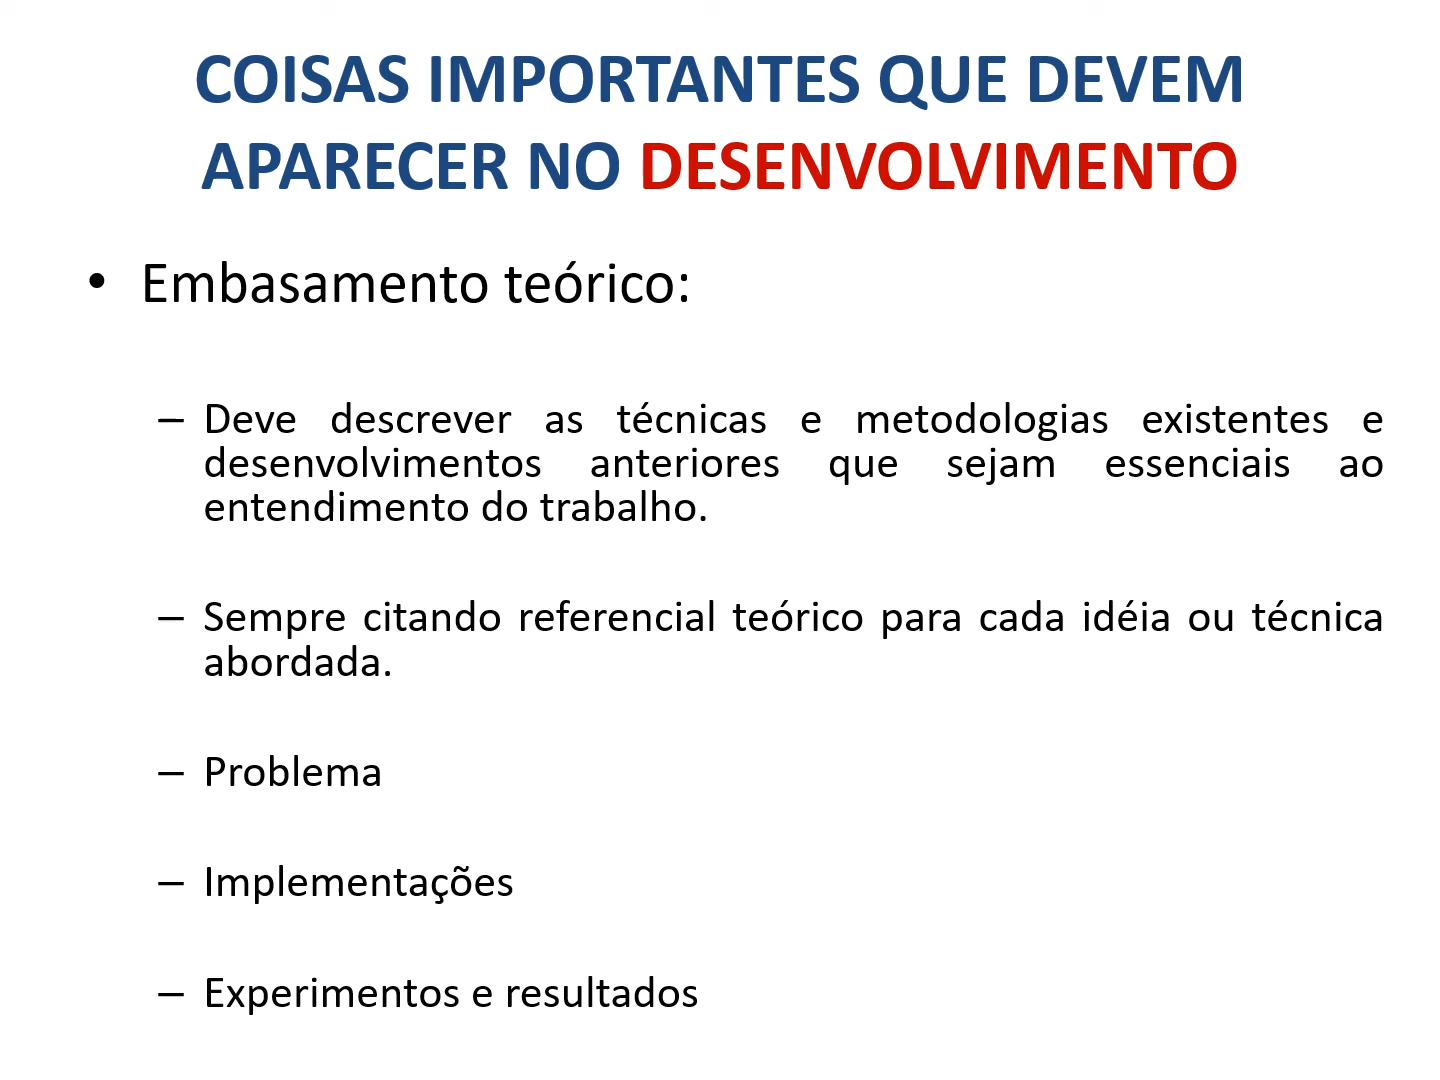 COISAS IMPORTANTES QUE DEVEM
APARECER NO DESENVOLVIMENTO
• Embasamento teórico:
– Deve descrever as técnicas e metodologias existentes e
desenvolvimentos anteriores que sejam essenciais ao
entendimento do trabalho.
– Sempre citando referencial teórico para cada idéia ou técnica
abordada.
– Problema
– Implementações
– Experimentos e resultados